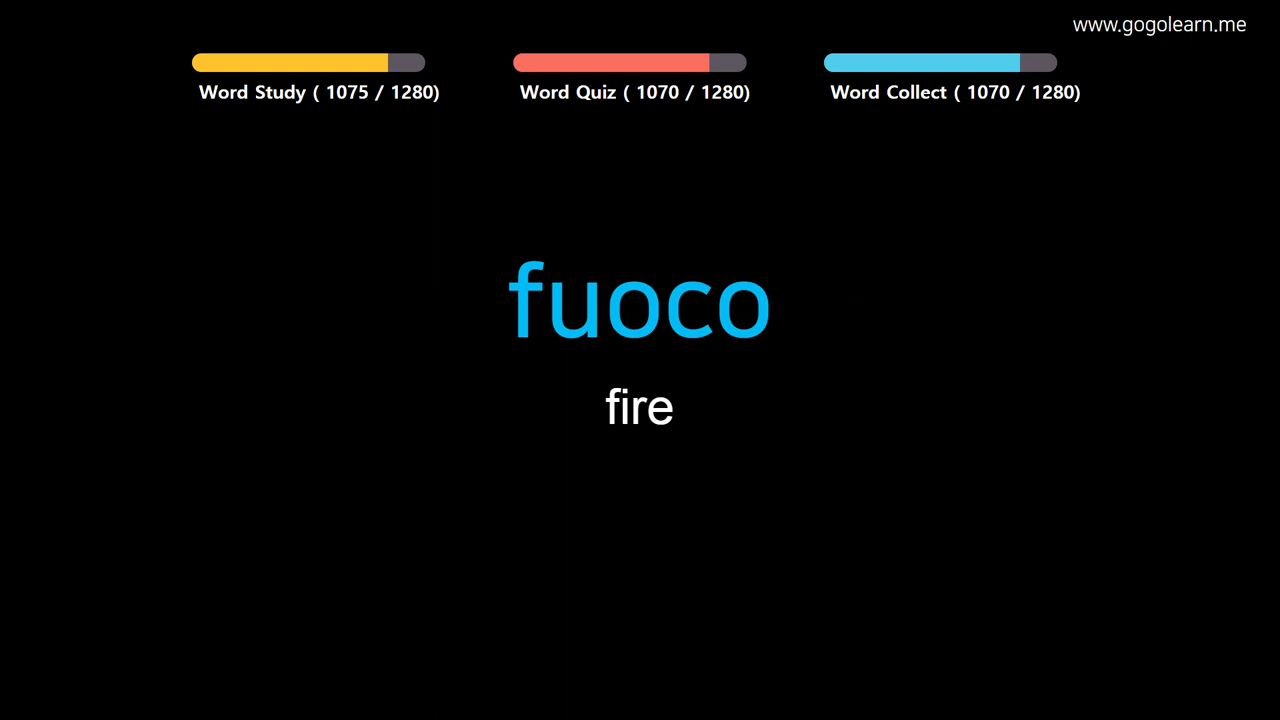 www.gogolearn.me
Word Study ( 1075 / 1280)
Word Quiz ( 1070 / 1280)
Word Collect ( 1070 / 1280)
fuoco
fire